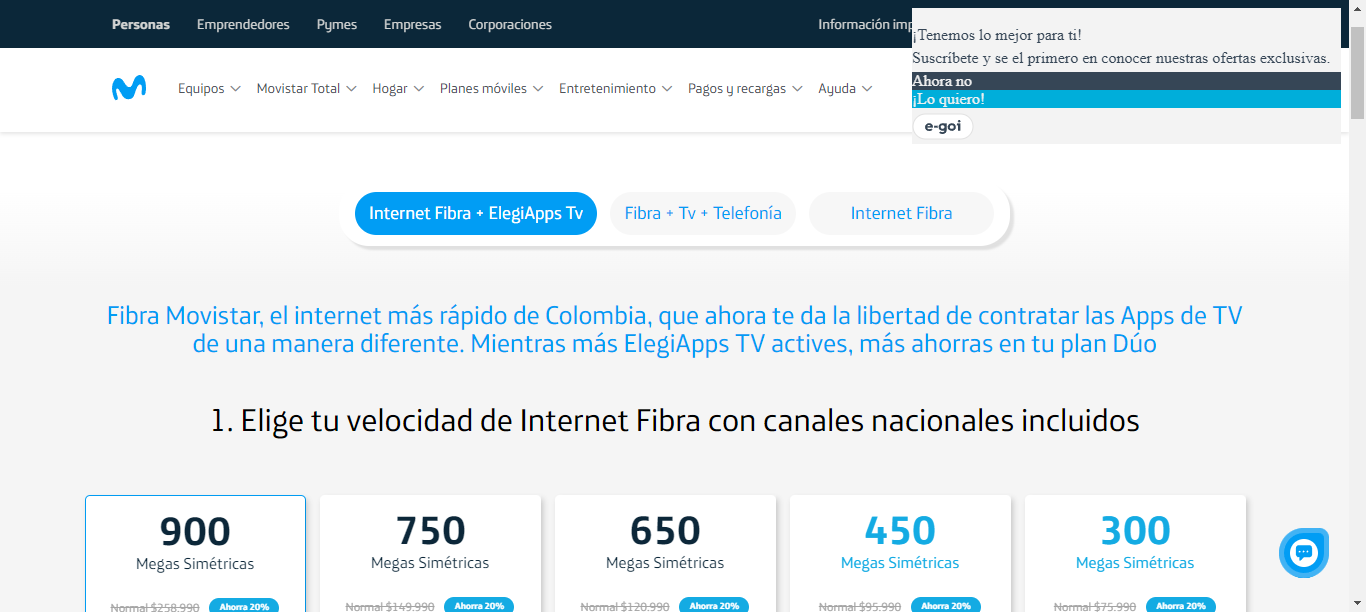 Personas Emprendedores Pymes Empresas Corporaciones Información
¡Tenemos lo mejor para ti!
Suscríbete y se el primero en conocer nuestras ofertas exclusivas.
Ahora no
¡Lo quiero!
e-goi
Equipos Movistar Total Hogar Planes móviles Entretenimiento Pagos y recargas Ayuda
Internet Fibra + ElegiApps Tv Fibra + Tv + Telefonía Internet Fibra
Fibra Movistar, el internet más rápido de Colombia, que ahora te da la libertad de contratar las Apps de TV
de una manera diferente. Mientras más ElegiApps TV actives, más ahorras en tu plan Dúo
1. Elige tu velocidad de Internet Fibra con canales nacionales incluidos
900 750 650 450 300
Megas Simétricas Megas Simétricas Megas Simétricas Megas Simétricas Megas Simétricas
Normal $258.990 Ahorra 20% Normal $149.990 Ahorra 20% Normal $120.990 Ahorra 20% Normal $95.990 Ahorra 20% Normal $75.990 Ahorra 20%